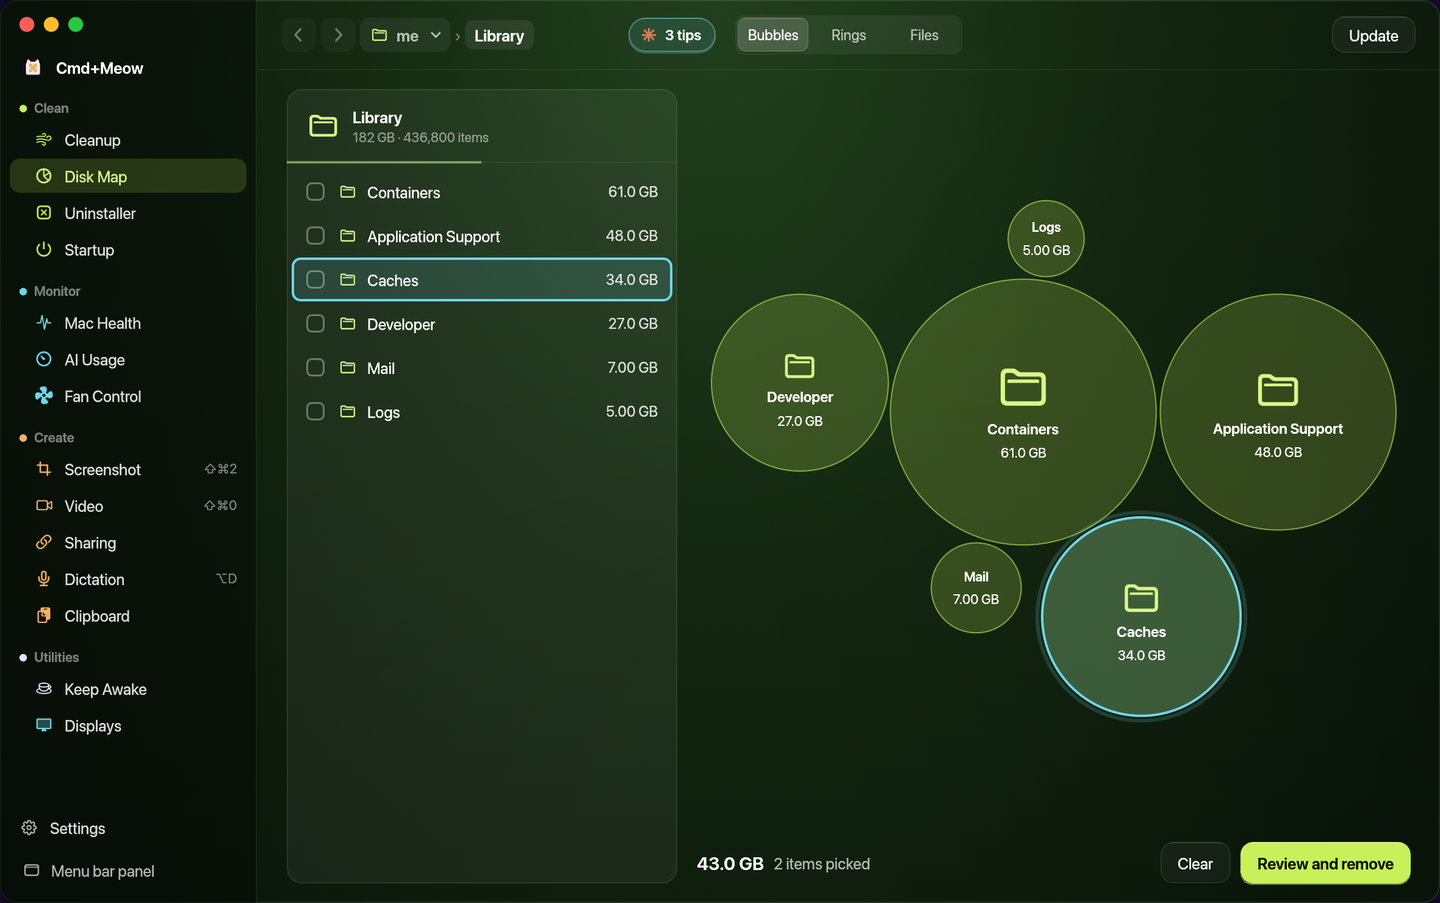 me
›
Library
3 tips
Bubbles
Rings
Files
Update
Cmd+Meow
Clean
Cleanup
Disk Map
Uninstaller
Startup
Monitor
Mac Health
AI Usage
Fan Control
Create
Screenshot ⇧⌘2
Video ⇧⌘0
Sharing
Dictation ⌥D
Clipboard
Utilities
Keep Awake
Displays
Settings
Menu bar panel
Library
182 GB · 436,800 items
Containers 61.0 GB
Application Support 48.0 GB
Caches 34.0 GB
Developer 27.0 GB
Mail 7.00 GB
Logs 5.00 GB
Logs
5.00 GB
Developer
27.0 GB
Containers
61.0 GB
Application Support
48.0 GB
Mail
7.00 GB
Caches
34.0 GB
43.0 GB 2 items picked
Clear
Review and remove